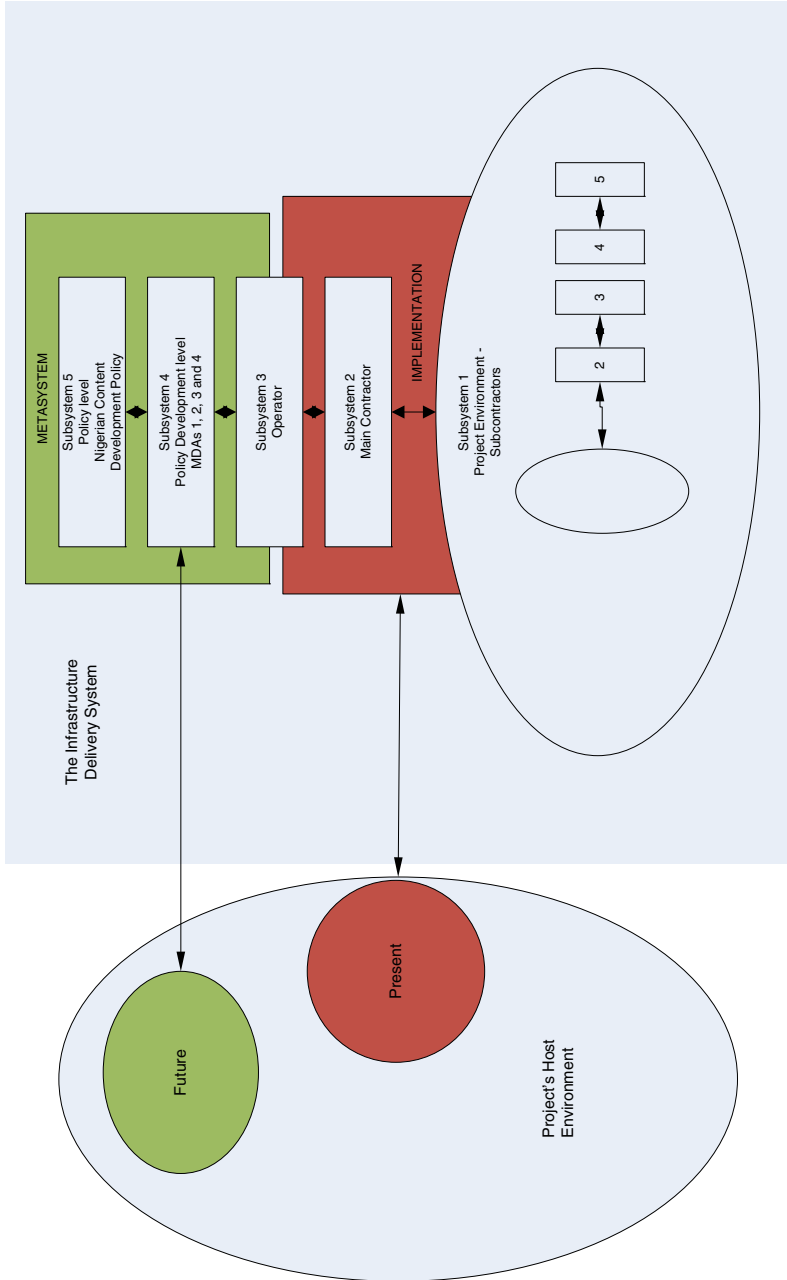 The Infrastructure
Delivery System
METASYSTEM
Subsystem 5
Policy level
Nigerian Content
Development Policy
Subsystem 4
Policy Development level
MDAs 1, 2, 3 and 4
Subsystem 3
Operator
Subsystem 2
Main Contractor
IMPLEMENTATION
Subsystem 1
Project Environment -
Subcontractors
2
3
4
5
Future
Present
Project's Host
Environment